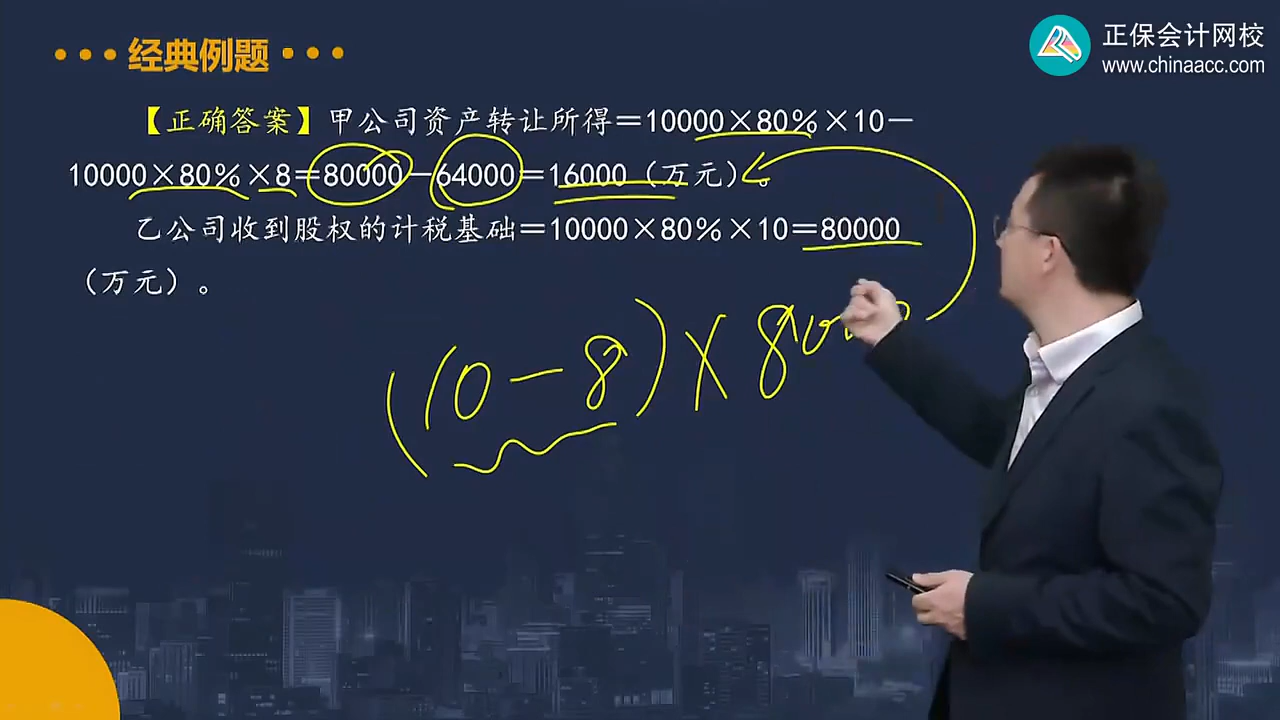 经典例题
正保会计网校
www.chinaacc.com
【正确答案】甲公司资产转让所得＝10000×80%×10－
10000×80%×8＝80000－64000＝16000（万元）。
乙公司收到股权的计税基础＝10000×80%×10＝80000
（万元）。
(10－8)×8000